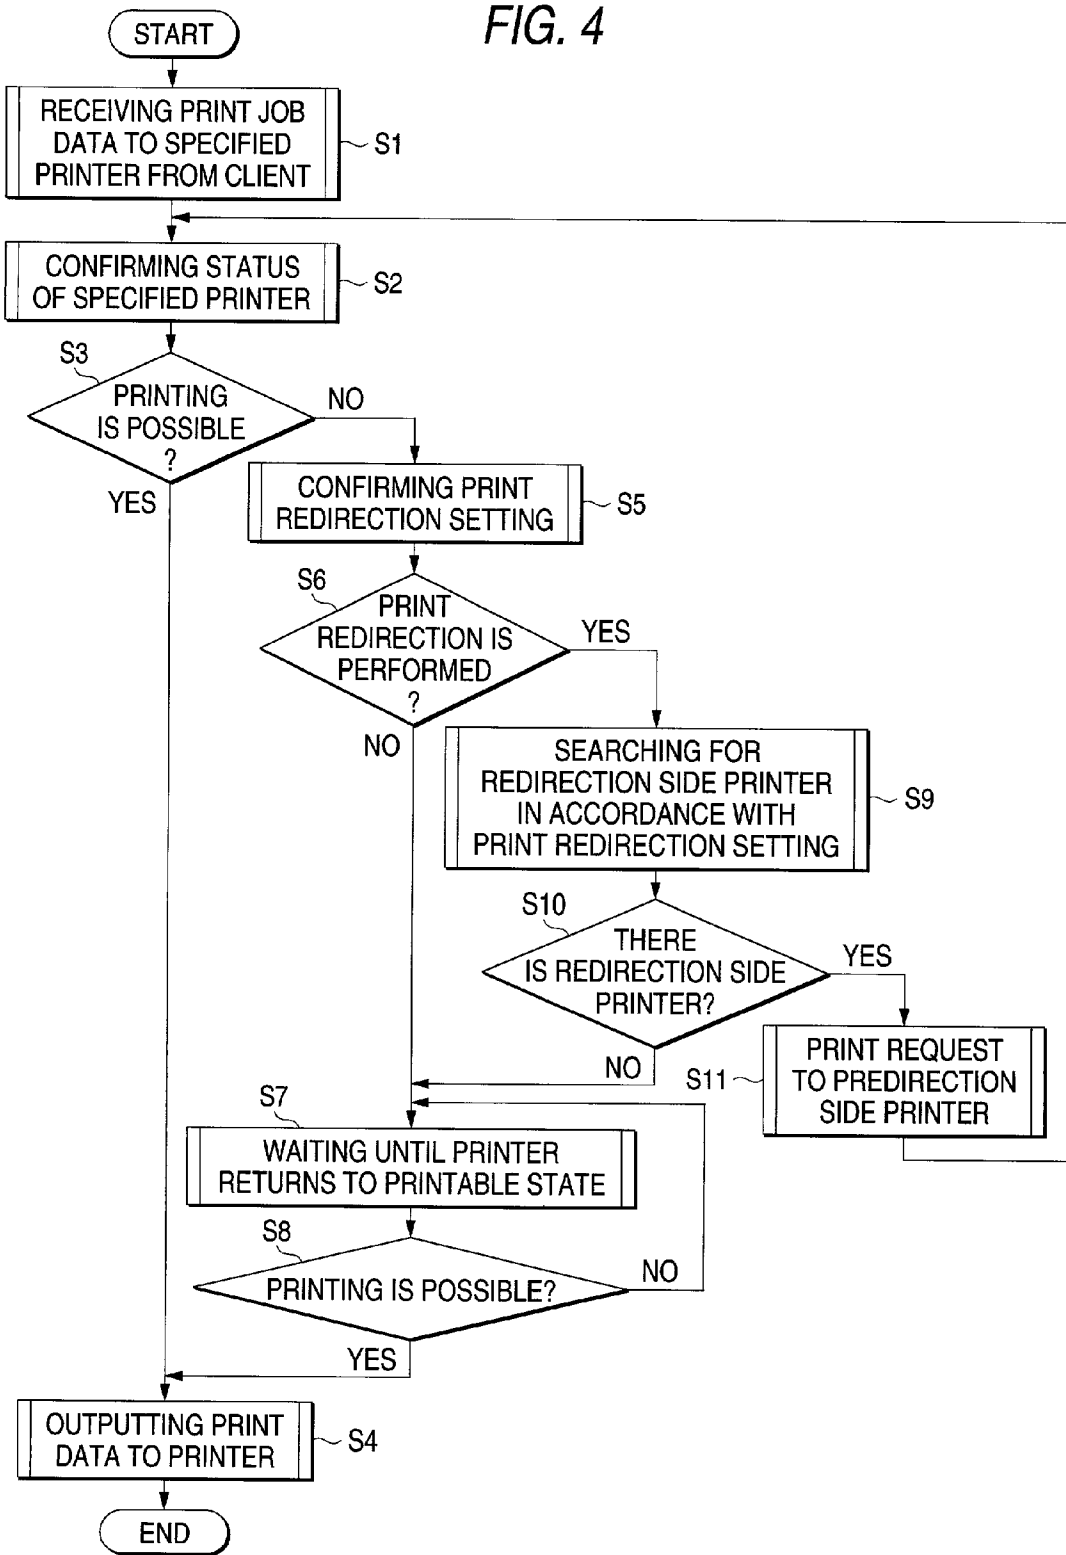 FIG. 4
START
RECEIVING PRINT JOB
DATA TO SPECIFIED
PRINTER FROM CLIENT
S1
CONFIRMING STATUS
OF SPECIFIED PRINTER
S2
S3
PRINTING
IS POSSIBLE
?
NO
YES
CONFIRMING PRINT
REDIRECTION SETTING
S5
S6
PRINT
REDIRECTION IS
PERFORMED
?
YES
NO
SEARCHING FOR
REDIRECTION SIDE PRINTER
IN ACCORDANCE WITH
PRINT REDIRECTION SETTING
S9
S10
THERE
IS REDIRECTION SIDE
PRINTER?
YES
NO
PRINT REQUEST
TO PREDIRECTION
SIDE PRINTER
S11
S7
WAITING UNTIL PRINTER
RETURNS TO PRINTABLE STATE
S8
PRINTING IS POSSIBLE?
NO
YES
OUTPUTTING PRINT
DATA TO PRINTER
S4
END